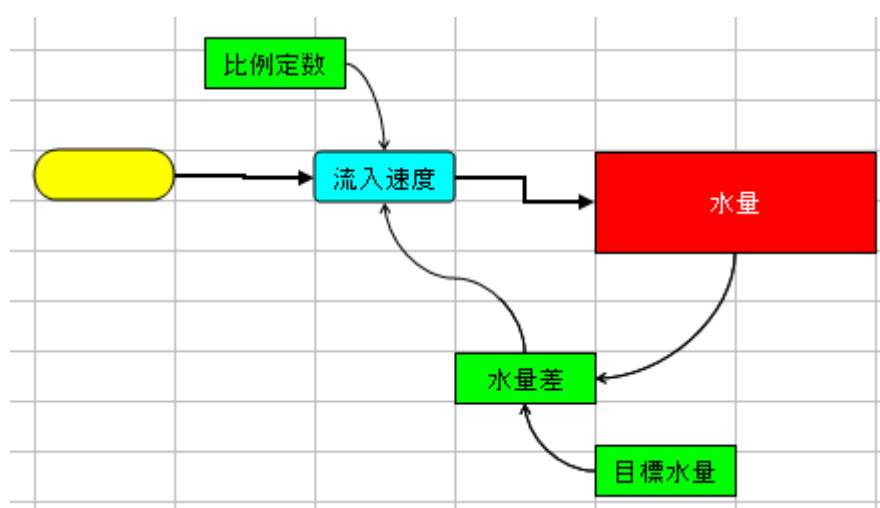 比例定数
流入速度
水量
水量差
目標水量